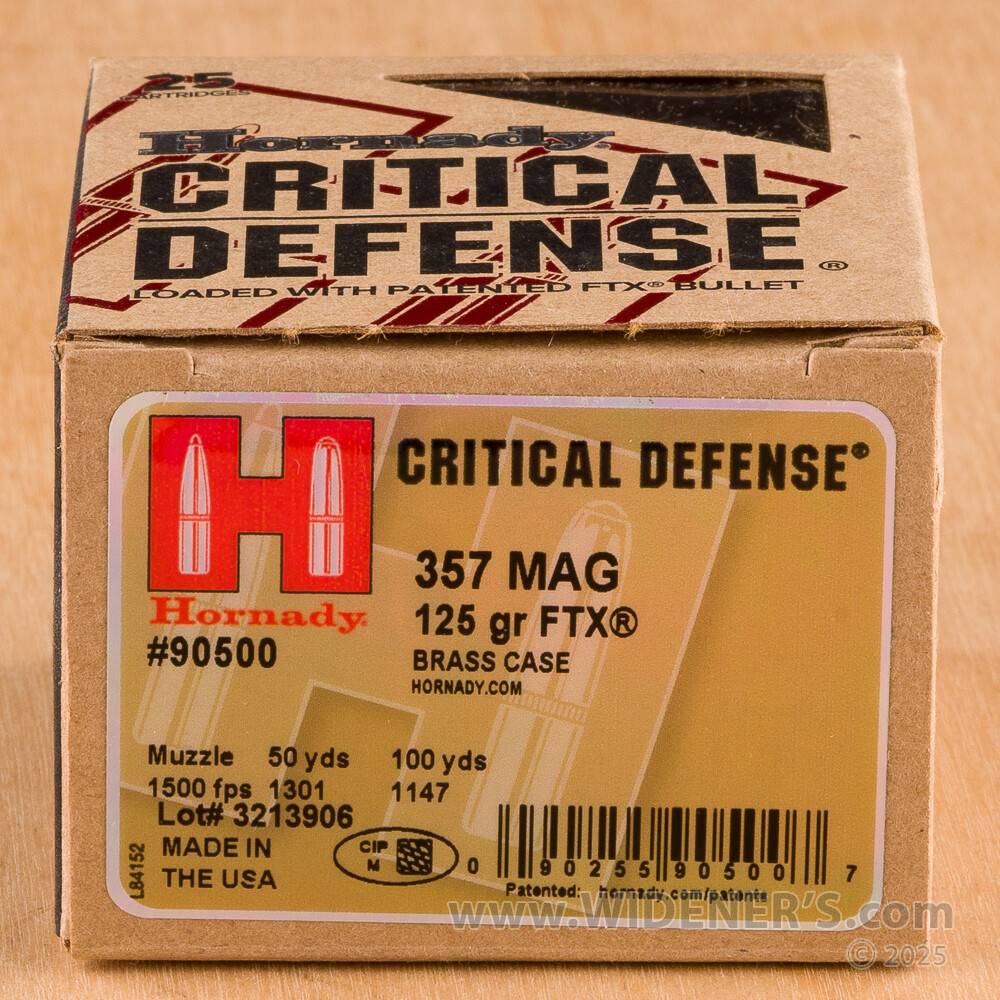 25
CARTRIDGES
Hornady.
CRITICAL
DEFENSE®
LOADED WITH PATENTED FTX® BULLET
Hornady.
#90500
CRITICAL DEFENSE®
357 MAG
125 gr FTX®
BRASS CASE
HORNADY.COM
Muzzle 50 yds 100 yds
1500 fps 1301 1147
Lot# 3213906
MADE IN
THE USA
L84152
CIP
M
0 90255 90500 7
Patented: hornady.com/patents
www.WIDENER'S.com
© 2025